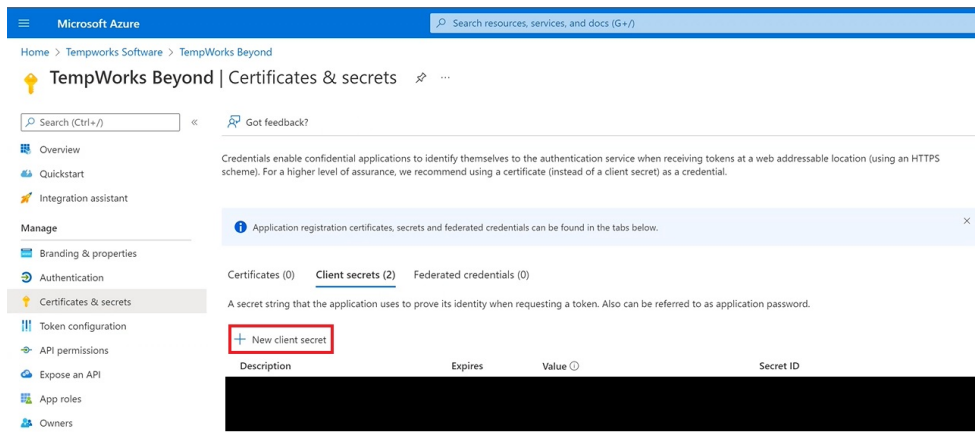 Microsoft Azure
Search resources, services, and docs (G+/)
Home > Tempworks Software > TempWorks Beyond
TempWorks Beyond | Certificates & secrets
...
Search (Ctrl+/)
«
Overview
Quickstart
Integration assistant
Manage
Branding & properties
Authentication
Certificates & secrets
Token configuration
API permissions
Expose an API
App roles
Owners
Got feedback?
Credentials enable confidential applications to identify themselves to the authentication service when receiving tokens at a web addressable location (using an HTTPS
scheme). For a higher level of assurance, we recommend using a certificate (instead of a client secret) as a credential.
Application registration certificates, secrets and federated credentials can be found in the tabs below.
Certificates (0) Client secrets (2) Federated credentials (0)
A secret string that the application uses to prove its identity when requesting a token. Also can be referred to as application password.
New client secret
Description Expires Value Secret ID